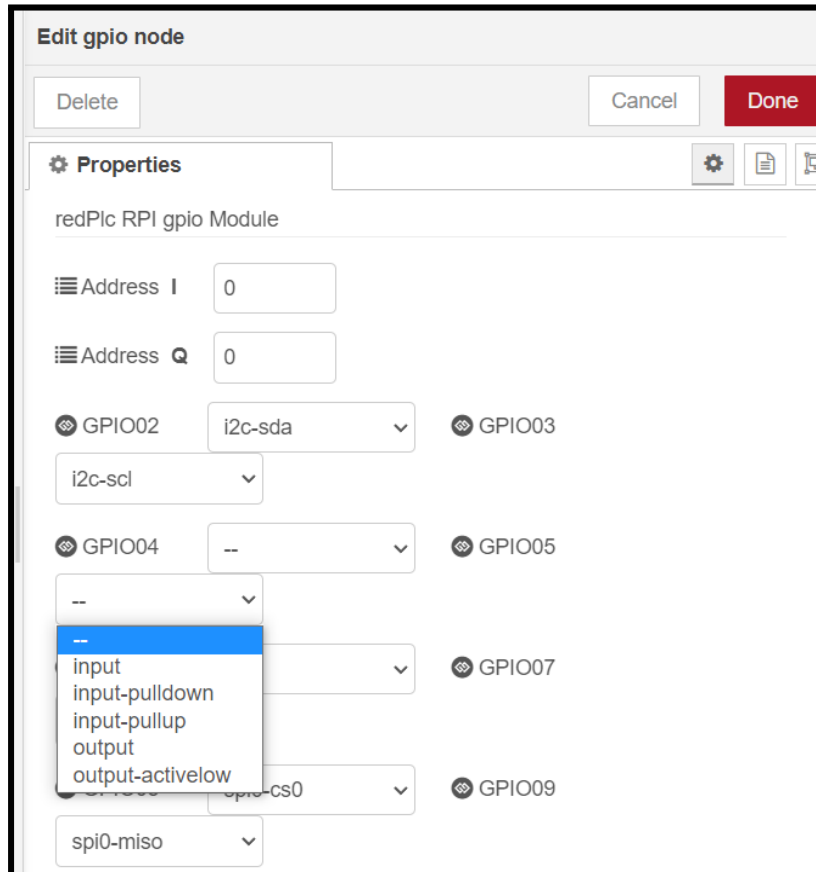 Edit gpio node
Delete Cancel Done
Properties
redPlc RPI gpio Module
Address I 0
Address Q 0
GPIO02 i2c-sda GPIO03
i2c-scl
GPIO04 -- GPIO05
--
--
input
input-pulldown
input-pullup
output
output-activelow
GPIO07
spi0-cs0 GPIO09
spi0-miso